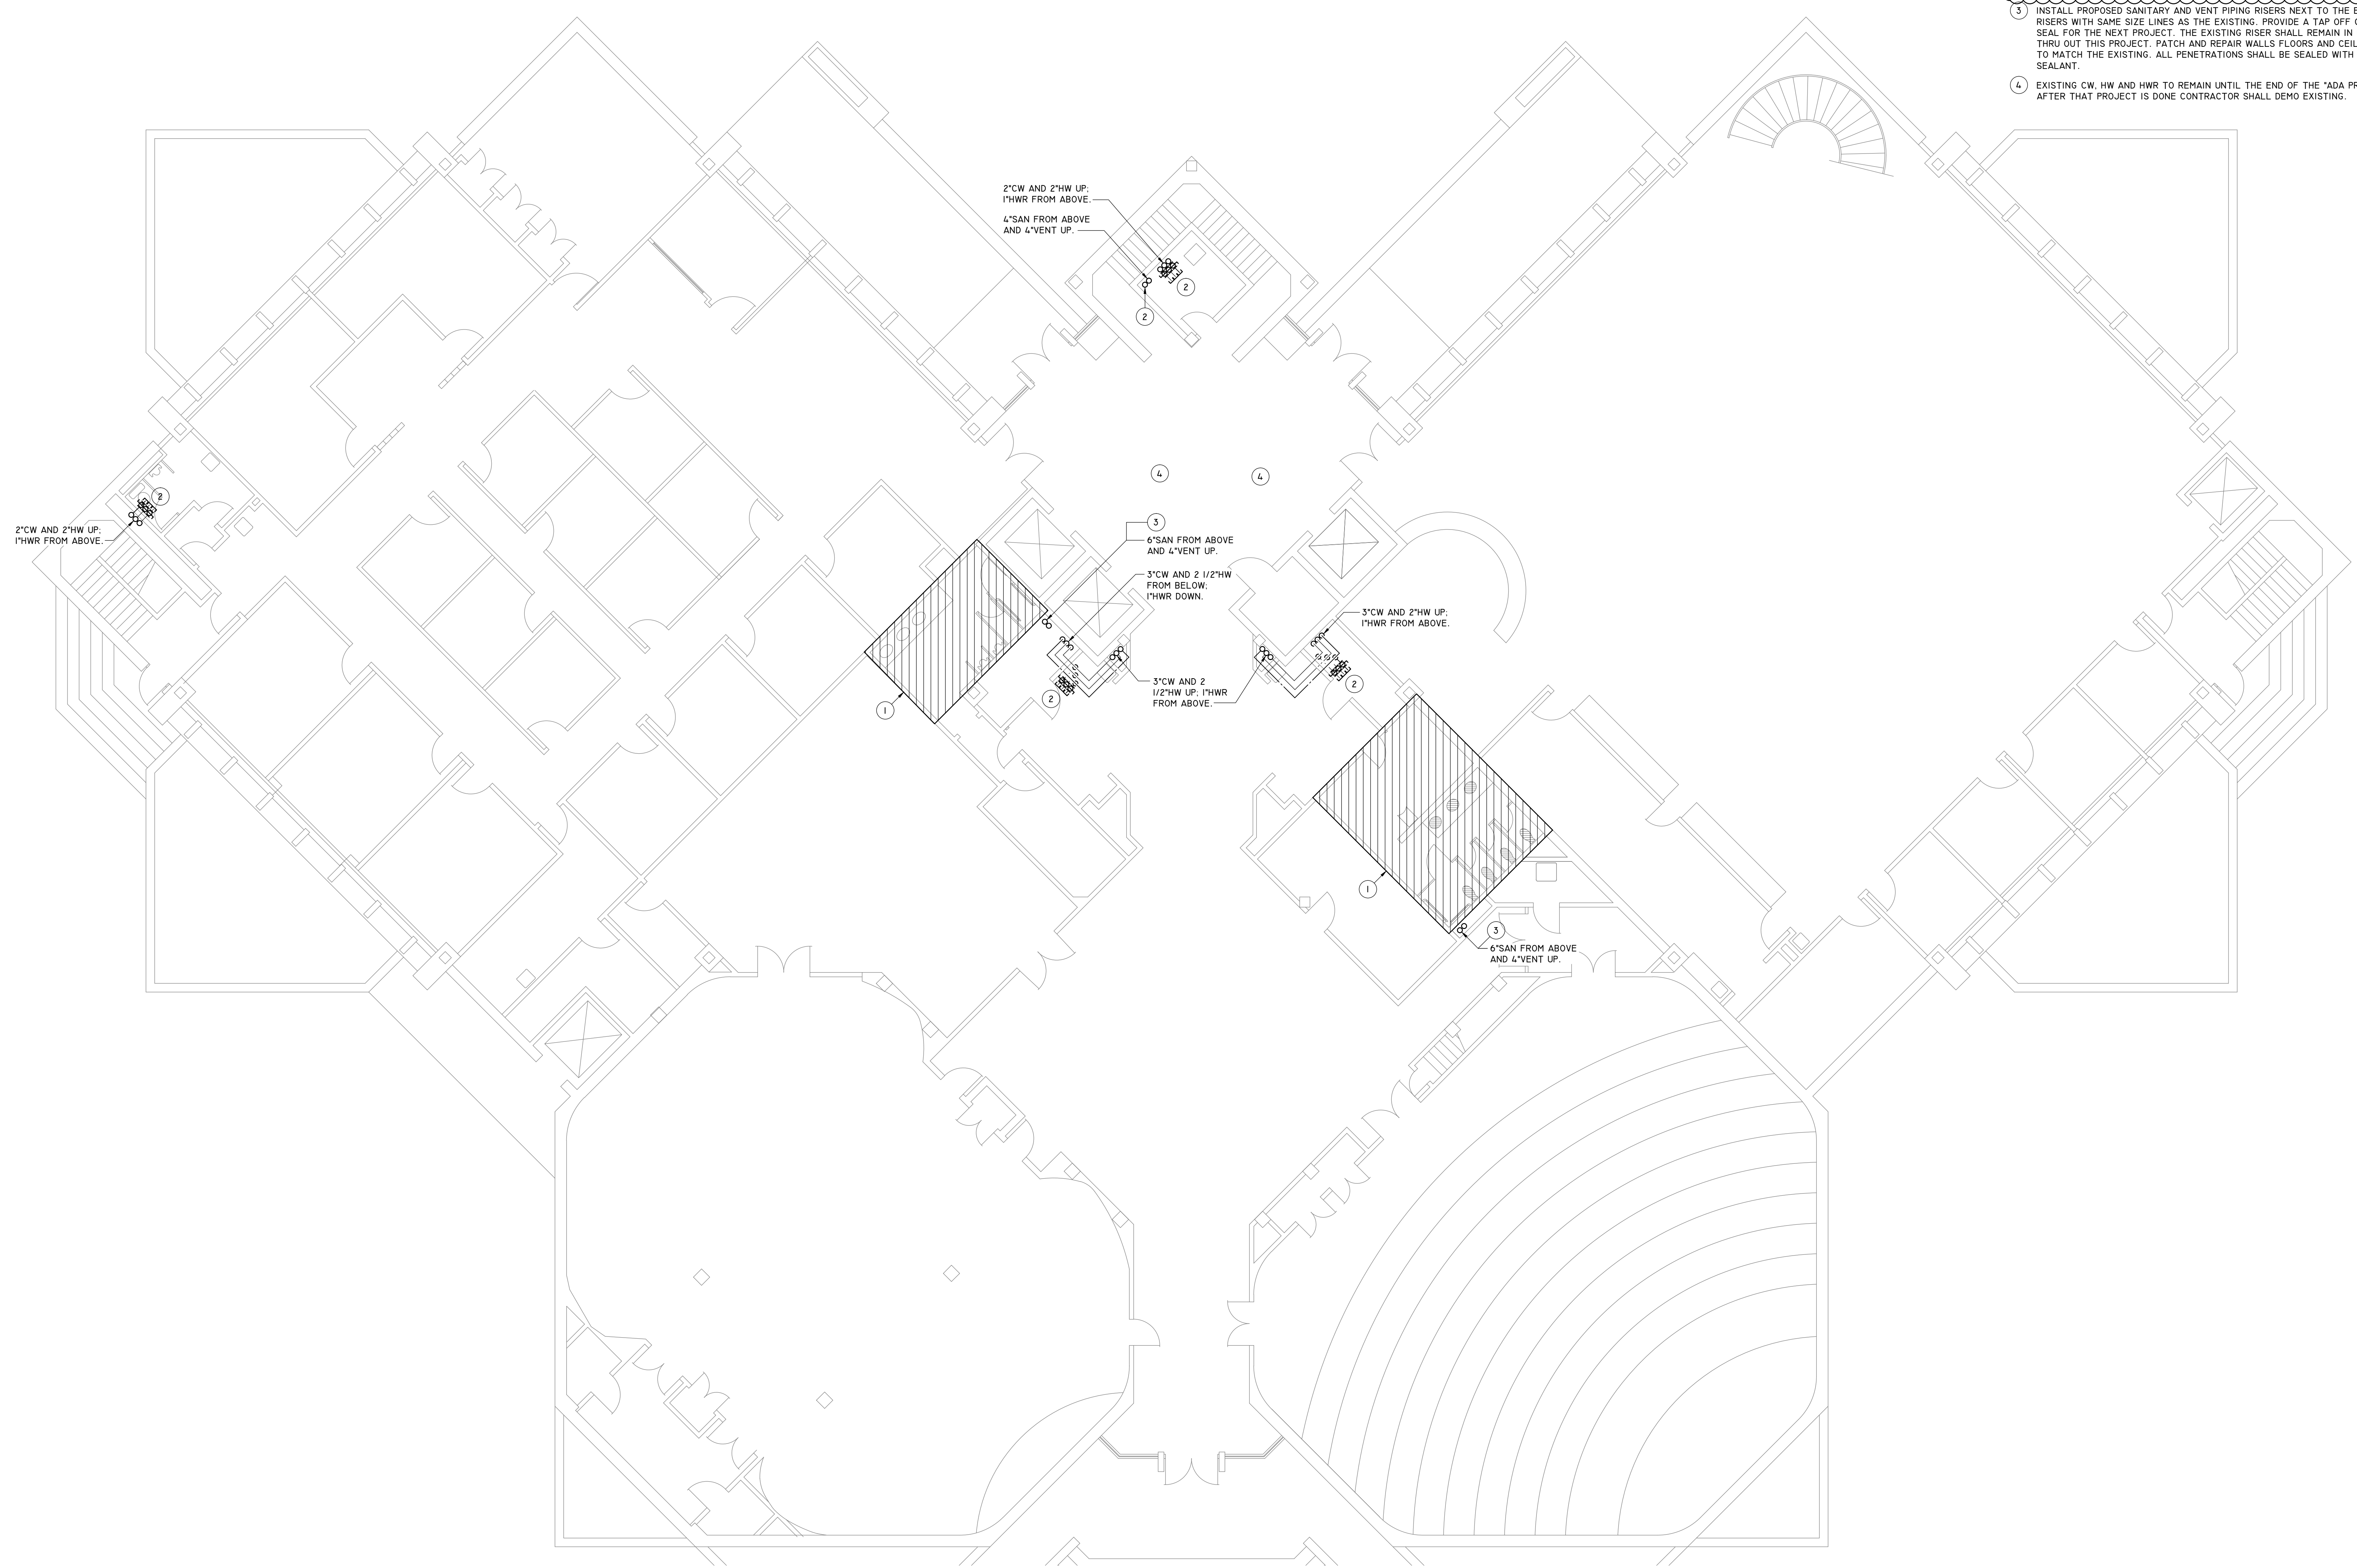 3 INSTALL PROPOSED SANITARY AND VENT PIPING RISERS NEXT TO THE
RISERS WITH SAME SIZE LINES AS THE EXISTING. PROVIDE A TAP OFF
SEAL FOR THE NEXT PROJECT. THE EXISTING RISER SHALL REMAIN IN
THRU OUT THIS PROJECT. PATCH AND REPAIR WALLS FLOORS AND CEIL
TO MATCH THE EXISTING. ALL PENETRATIONS SHALL BE SEALED WITH
SEALANT.
4 EXISTING CW, HW AND HWR TO REMAIN UNTIL THE END OF THE "ADA PR
AFTER THAT PROJECT IS DONE CONTRACTOR SHALL DEMO EXISTING.
2"CW AND 2"HW UP;
1"HWR FROM ABOVE.
4"SAN FROM ABOVE
AND 4"VENT UP.
2
2
4
4
2
2"CW AND 2"HW UP;
1"HWR FROM ABOVE.
3
6"SAN FROM ABOVE
AND 4"VENT UP.
3"CW AND 2 1/2"HW
FROM BELOW;
1"HWR DOWN.
3"CW AND 2"HW UP;
1"HWR FROM ABOVE.
3"CW AND 2
1/2"HW UP; 1"HWR
FROM ABOVE.
2
2
1
1
3
6"SAN FROM ABOVE
AND 4"VENT UP.